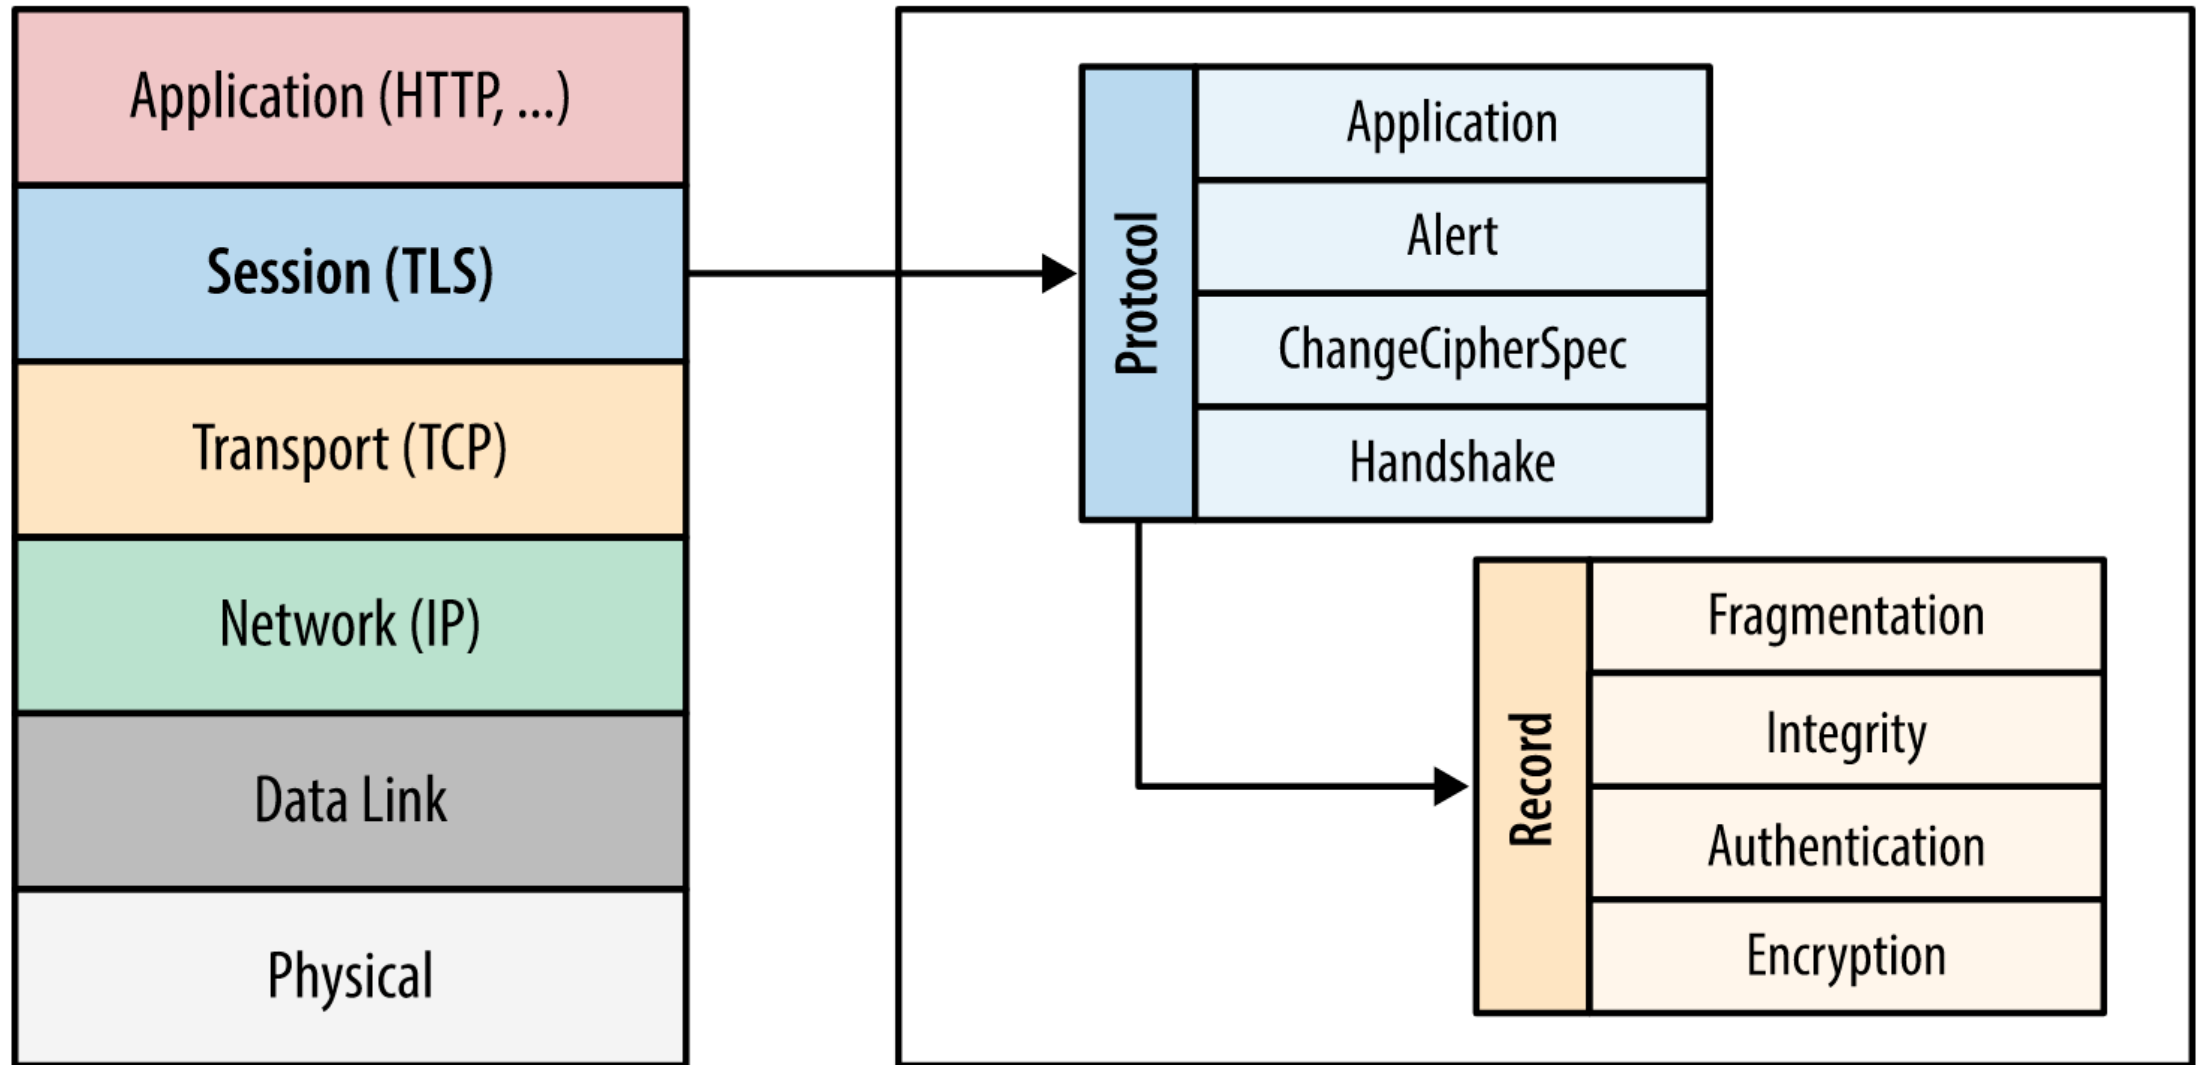 Application (HTTP, ...)
Session (TLS)
Transport (TCP)
Network (IP)
Data Link
Physical
Protocol
Application
Alert
ChangeCipherSpec
Handshake
Record
Fragmentation
Integrity
Authentication
Encryption